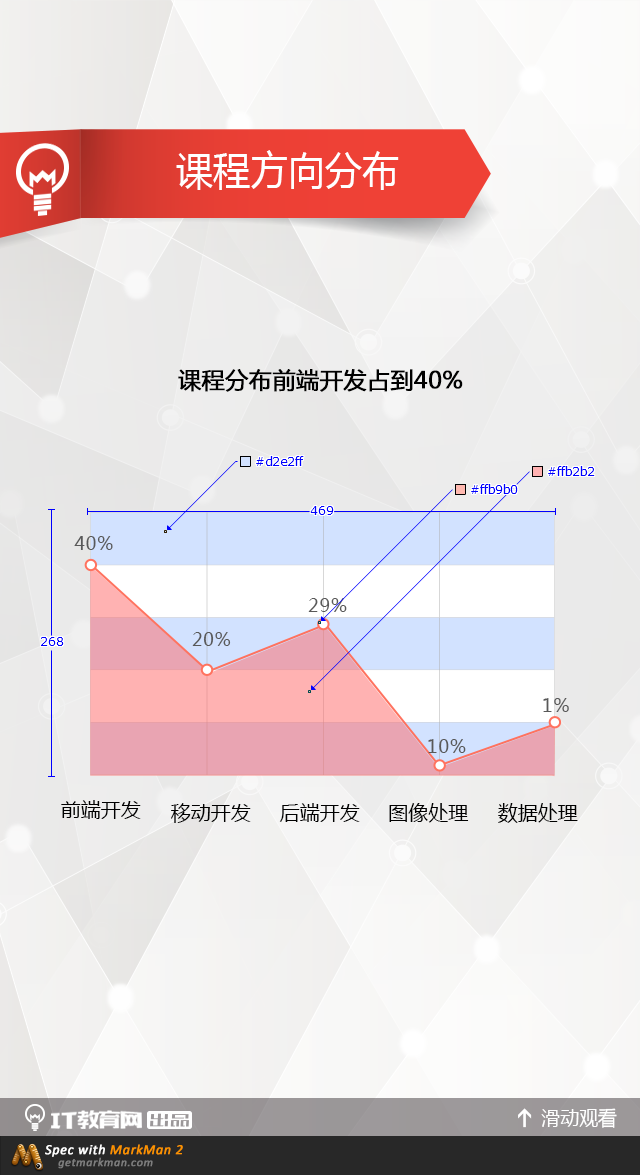 课程方向分布
课程分布前端开发占到40%
#d2e2ff
#ffb2b2
#ffb9b0
469
40%
29%
20%
268
1%
10%
前端开发 移动开发 后端开发 图像处理 数据处理
IT教育网 出品
滑动观看
Spec with MarkMan 2
getmarkman.com